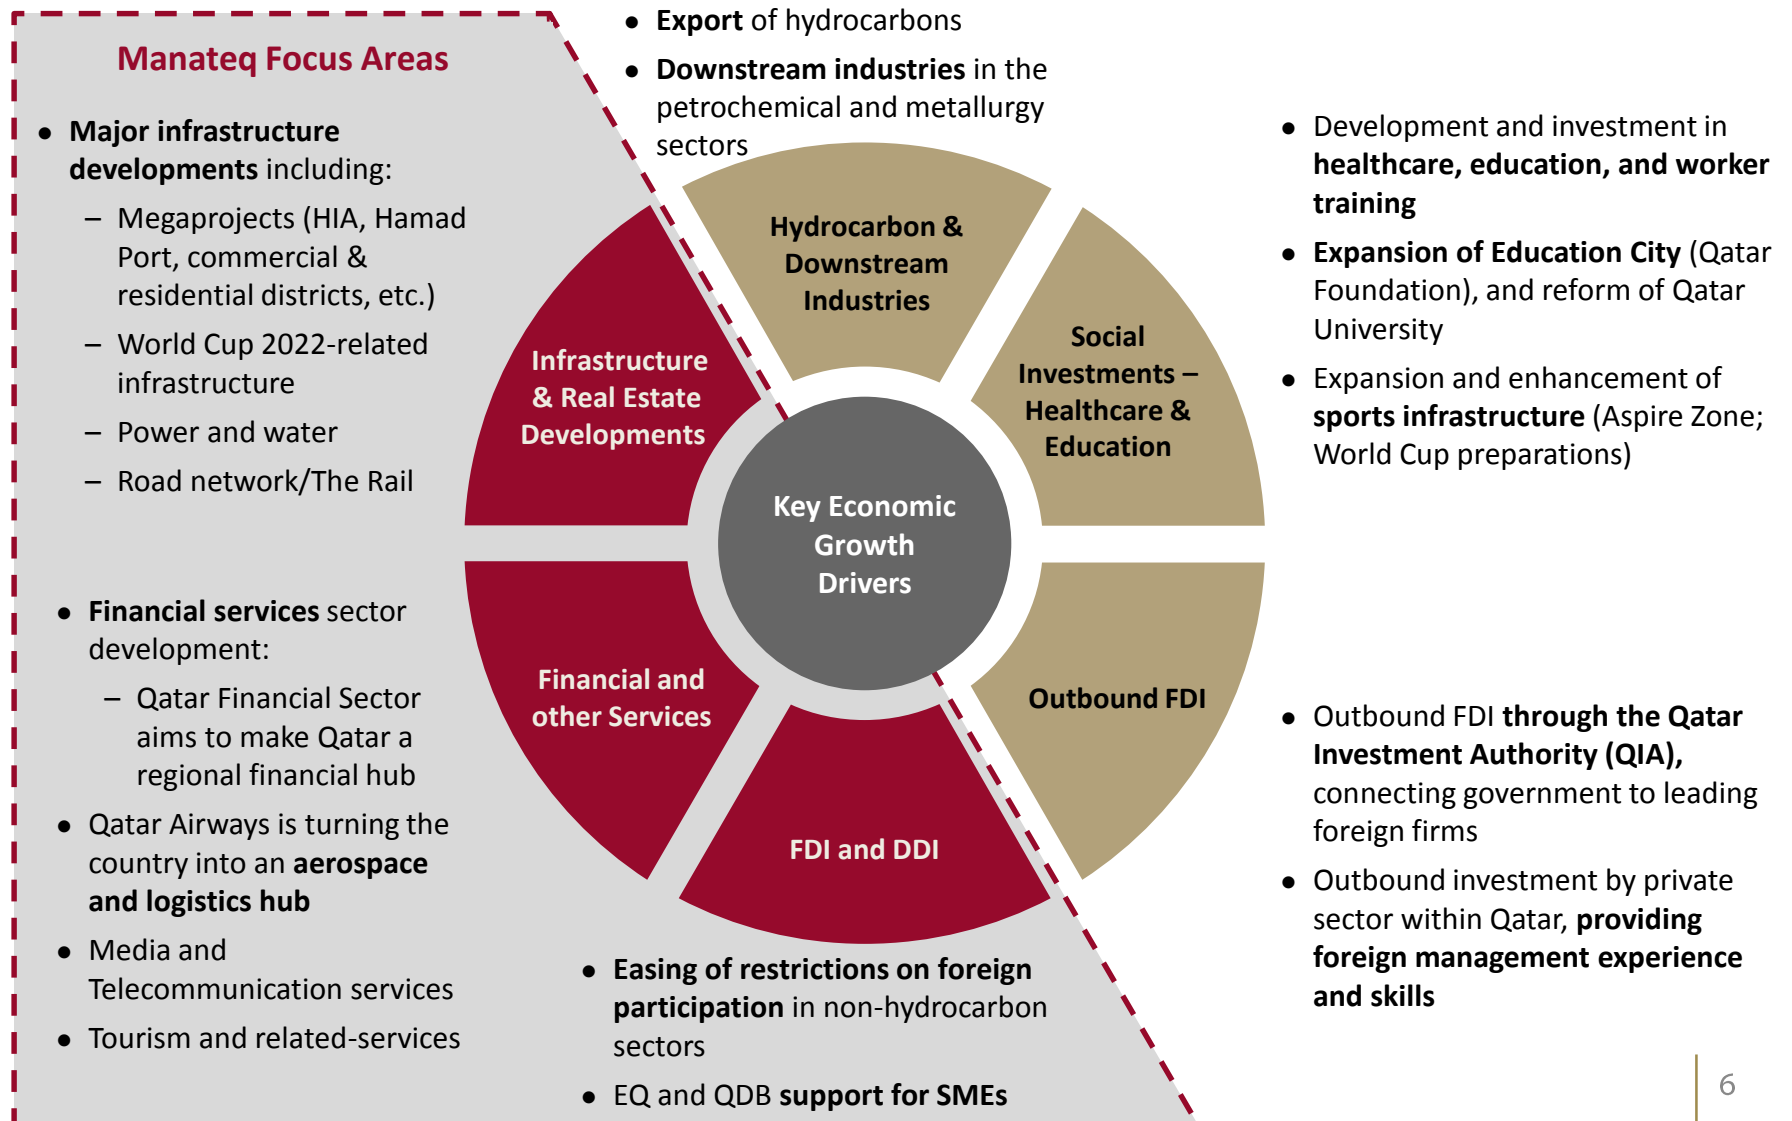 Manateq Focus Areas
● Major infrastructure
developments including:
– Megaprojects (HIA, Hamad
Port, commercial &
residential districts, etc.)
– World Cup 2022-related
infrastructure
– Power and water
– Road network/The Rail
● Financial services sector
development:
– Qatar Financial Sector
aims to make Qatar a
regional financial hub
● Qatar Airways is turning the
country into an aerospace
and logistics hub
● Media and
Telecommunication services
● Tourism and related-services
● Export of hydrocarbons
● Downstream industries in the
petrochemical and metallurgy
sectors
Hydrocarbon &
Downstream
Industries
Infrastructure
& Real Estate
Developments
Social
Investments –
Healthcare &
Education
Key Economic
Growth
Drivers
Financial and
other Services
Outbound FDI
FDI and DDI
● Easing of restrictions on foreign
participation in non-hydrocarbon
sectors
● EQ and QDB support for SMEs
● Development and investment in
healthcare, education, and worker
training
● Expansion of Education City (Qatar
Foundation), and reform of Qatar
University
● Expansion and enhancement of
sports infrastructure (Aspire Zone;
World Cup preparations)
● Outbound FDI through the Qatar
Investment Authority (QIA),
connecting government to leading
foreign firms
● Outbound investment by private
sector within Qatar, providing
foreign management experience
and skills
6